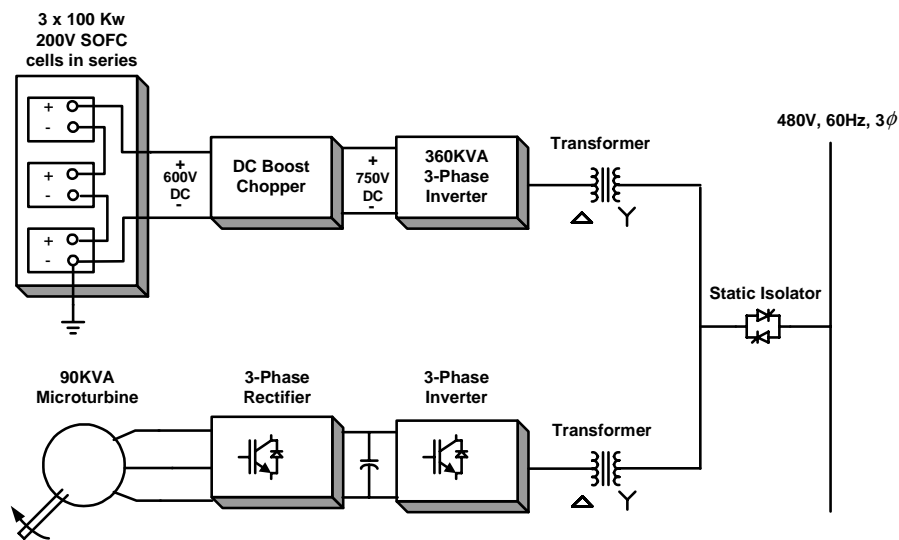 3 x 100 Kw
200V SOFC
cells in series
+
-
+
-
+
-
+
600V
DC
-
DC Boost
Chopper
+
750V
DC
-
360KVA
3-Phase
Inverter
Transformer
Δ Y
480V, 60Hz, 3ϕ
Static Isolator
90KVA
Microturbine
3-Phase
Rectifier
3-Phase
Inverter
Transformer
Δ Y